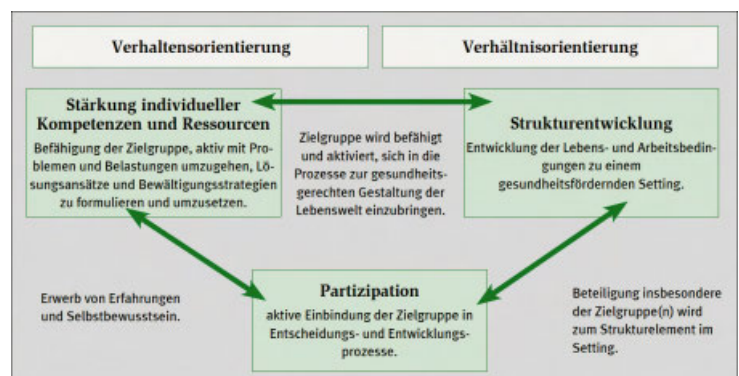 Verhaltensorientierung
Verhältnisorientierung
Stärkung individueller
Kompetenzen und Ressourcen
Befähigung der Zielgruppe, aktiv mit Pro-
blemen und Belastungen umzugehen, Lö-
sungsansätze und Bewältigungsstrategien
zu formulieren und umzusetzen.
Zielgruppe wird befähigt
und aktiviert, sich in die
Prozesse zur gesundheits-
gerechten Gestaltung der
Lebenswelt einzubringen.
Strukturentwicklung
Entwicklung der Lebens- und Arbeitsbedin-
gungen zu einem
gesundheitsfördernden Setting.
Erwerb von Erfahrungen
und Selbstbewusstsein.
Partizipation
aktive Einbindung der Zielgruppe in
Entscheidungs- und Entwicklungs-
prozesse.
Beteiligung insbesondere
der Zielgruppe(n) wird
zum Strukturelement im
Setting.